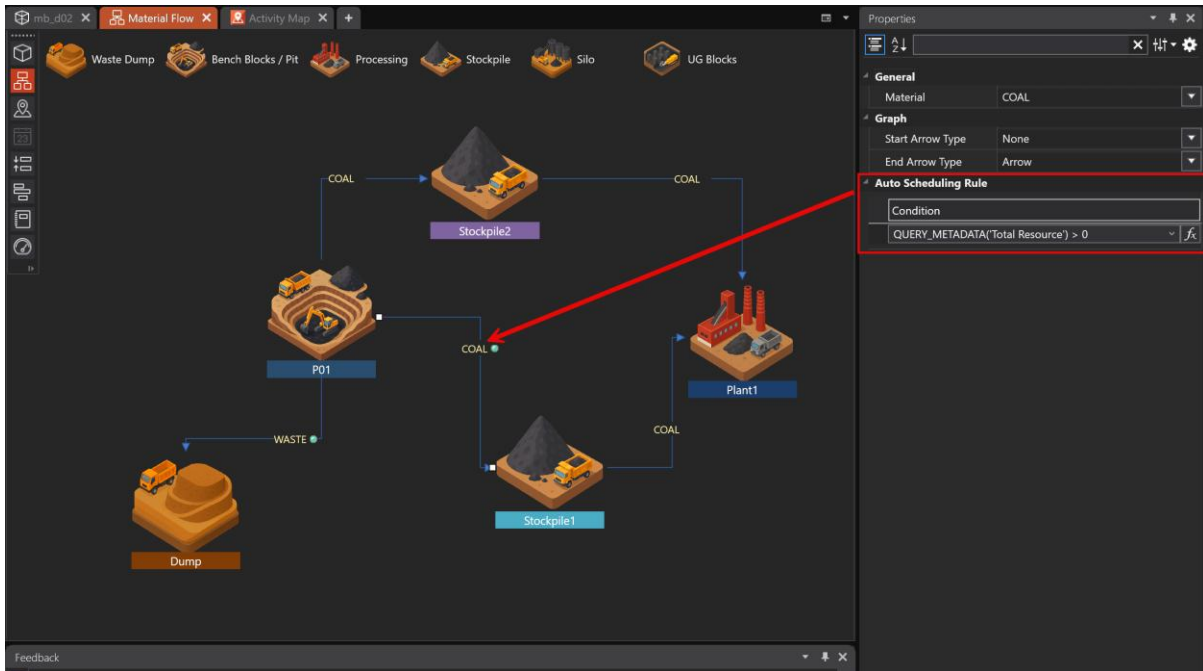 mb_d02
Material Flow
Activity Map
Waste Dump
Bench Blocks / Pit
Processing
Stockpile
Silo
UG Blocks
COAL
COAL
Stockpile2
P01
COAL
Plant1
WASTE
COAL
Stockpile1
Dump
Feedback
Properties
General
Material COAL
Graph
Start Arrow Type None
End Arrow Type Arrow
Auto Scheduling Rule
Condition
QUERY_METADATA('Total Resource') > 0
fx